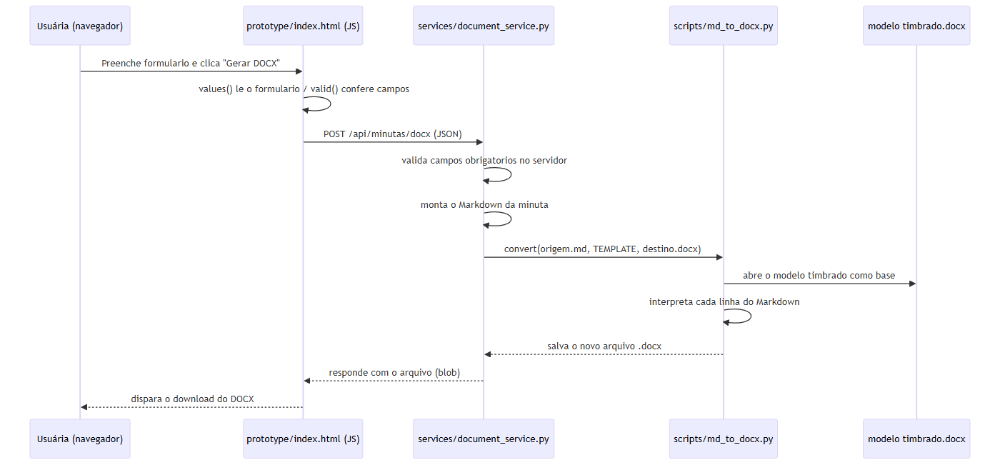 Usuária (navegador)
prototype/index.html (JS)
services/document_service.py
scripts/md_to_docx.py
modelo timbrado.docx
Preenche formulario e clica "Gerar DOCX"
values() le o formulario / valid() confere campos
POST /api/minutas/docx (JSON)
valida campos obrigatorios no servidor
monta o Markdown da minuta
convert(origem.md, TEMPLATE, destino.docx)
abre o modelo timbrado como base
interpreta cada linha do Markdown
salva o novo arquivo .docx
responde com o arquivo (blob)
dispara o download do DOCX
Usuária (navegador)
prototype/index.html (JS)
services/document_service.py
scripts/md_to_docx.py
modelo timbrado.docx